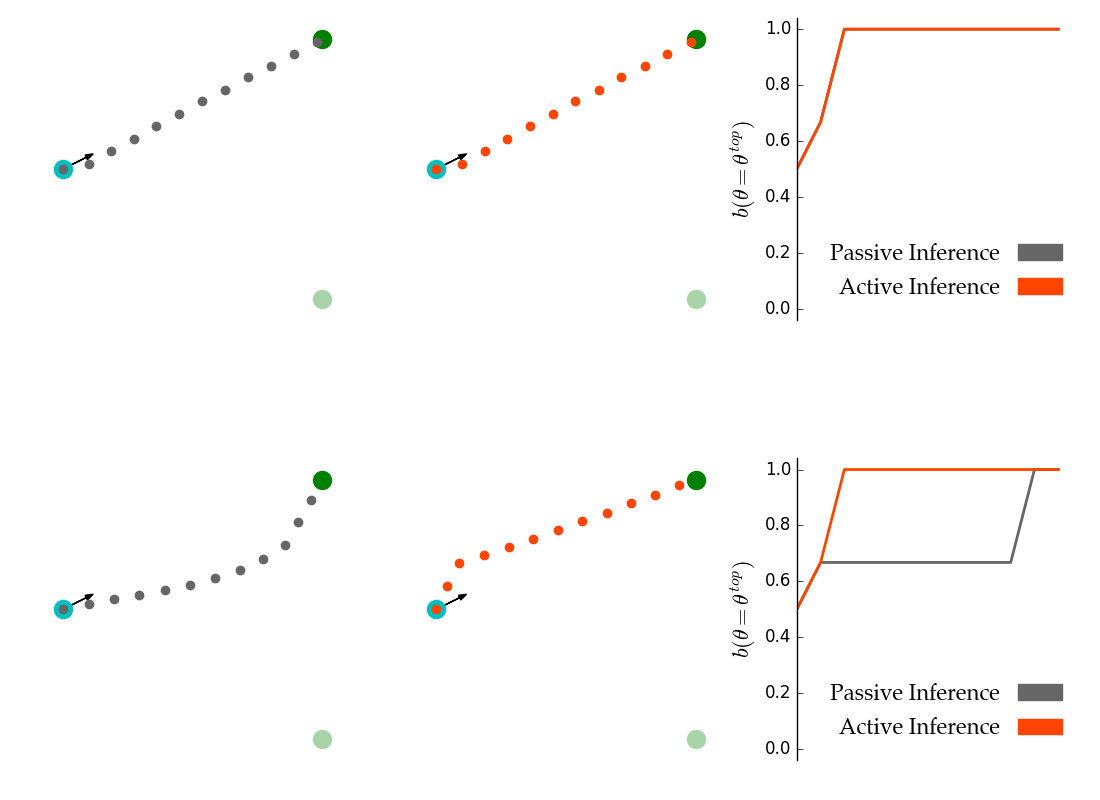 1.0
0.8
0.6
0.4
0.2
0.0
b(θ = θ^top)
Passive Inference
Active Inference
1.0
0.8
0.6
0.4
0.2
0.0
b(θ = θ^top)
Passive Inference
Active Inference